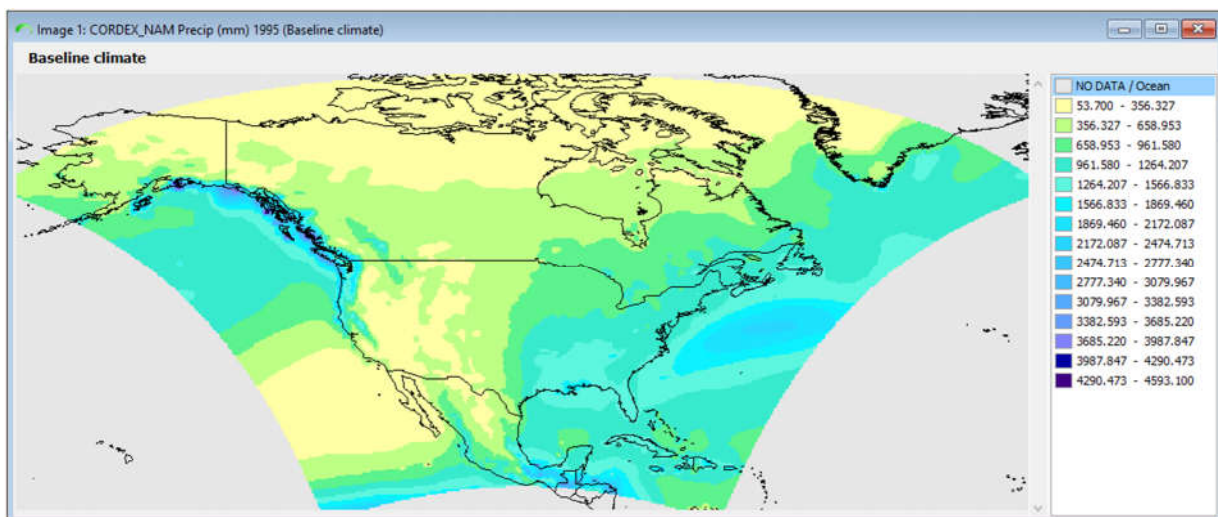 Image 1: CORDEX_NAM Precip (mm) 1995 (Baseline climate)
Baseline climate
NO DATA / Ocean
53.700 - 356.327
356.327 - 658.953
658.953 - 961.580
961.580 - 1264.207
1264.207 - 1566.833
1566.833 - 1869.460
1869.460 - 2172.087
2172.087 - 2474.713
2474.713 - 2777.340
2777.340 - 3079.967
3079.967 - 3382.593
3382.593 - 3685.220
3685.220 - 3987.847
3987.847 - 4290.473
4290.473 - 4593.100